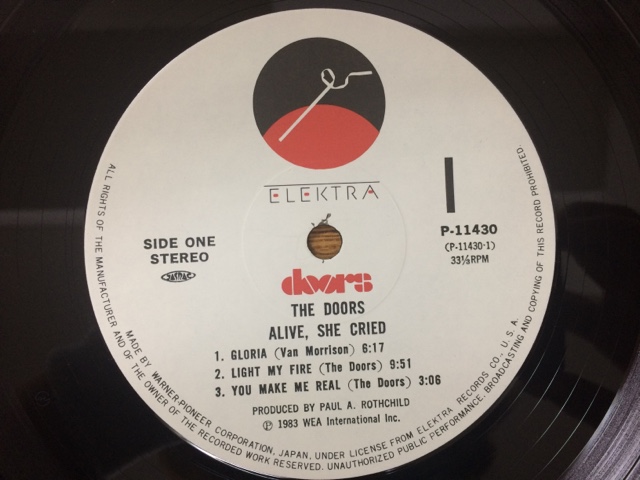 ELEKTRA
P-11430
(P-11430-1)
33⅓RPM
SIDE ONE
STEREO
JASRAC
doors
THE DOORS
ALIVE, SHE CRIED
1. GLORIA (Van Morrison) 6:17
2. LIGHT MY FIRE (The Doors) 9:51
3. YOU MAKE ME REAL (The Doors) 3:06
PRODUCED BY PAUL A. ROTHCHILD
Ⓟ 1983 WEA International Inc.
MADE BY WARNER-PIONEER CORPORATION, JAPAN, UNDER LICENSE FROM ELEKTRA RECORDS CO., U.S.A.
ALL RIGHTS OF THE MANUFACTURER AND OF THE OWNER OF THE RECORDED WORK RESERVED. UNAUTHORIZED PUBLIC PERFORMANCE, BROADCASTING AND COPYING OF THIS RECORD PROHIBITED.